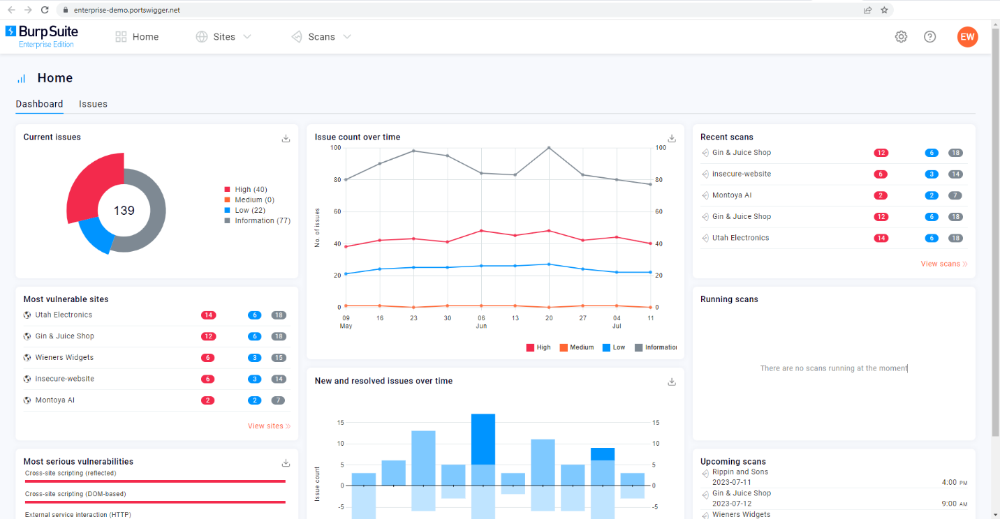 enterprise-demo.portswigger.net
Burp Suite
Enterprise Edition
Home
Sites
Scans
EW
Home
Dashboard
Issues
Current issues
139
High (40)
Medium (0)
Low (22)
Information (77)
Most vulnerable sites
Utah Electronics 14 6 18
Gin & Juice Shop 12 6 18
Wieners Widgets 6 3 15
insecure-website 6 3 14
Montoya AI 2 2 7
View sites
Most serious vulnerabilities
Cross-site scripting (reflected)
Cross-site scripting (DOM-based)
External service interaction (HTTP)
Issue count over time
No. of issues
100 100
80 80
60 60
40 40
20 20
0 0
09 16 23 30 06 13 20 27 04 11
May Jun Jul
High Medium Low Information
New and resolved issues over time
Issue count
15 15
10 10
5 5
0 0
-5 -5
Recent scans
Gin & Juice Shop 12 6 18
insecure-website 6 3 14
Montoya AI 2 2 7
Gin & Juice Shop 12 6 18
Utah Electronics 14 6 18
View scans
Running scans
There are no scans running at the moment
Upcoming scans
Rippin and Sons
2023-07-11 4:00 PM
Gin & Juice Shop
2023-07-12 9:00 AM
Wieners Widgets